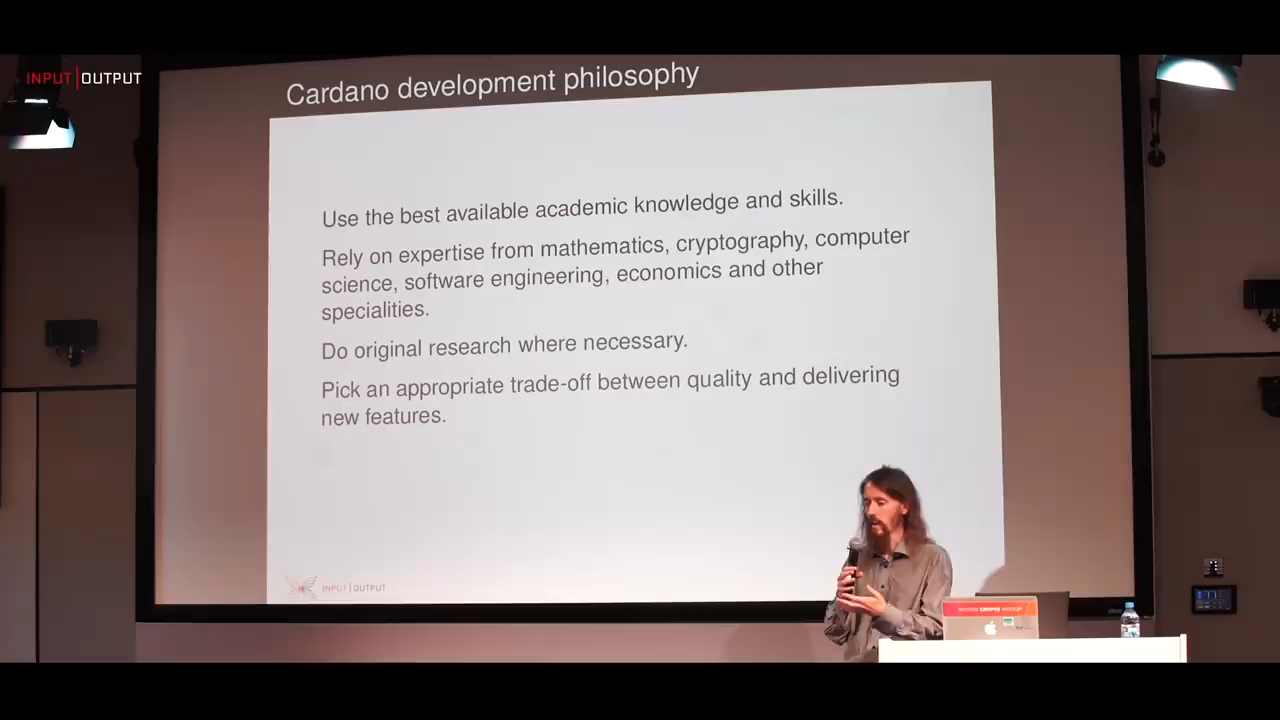 INPUT|OUTPUT
Cardano development philosophy
Use the best available academic knowledge and skills.
Rely on expertise from mathematics, cryptography, computer
science, software engineering, economics and other
specialities.
Do original research where necessary.
Pick an appropriate trade-off between quality and delivering
new features.
INPUT|OUTPUT